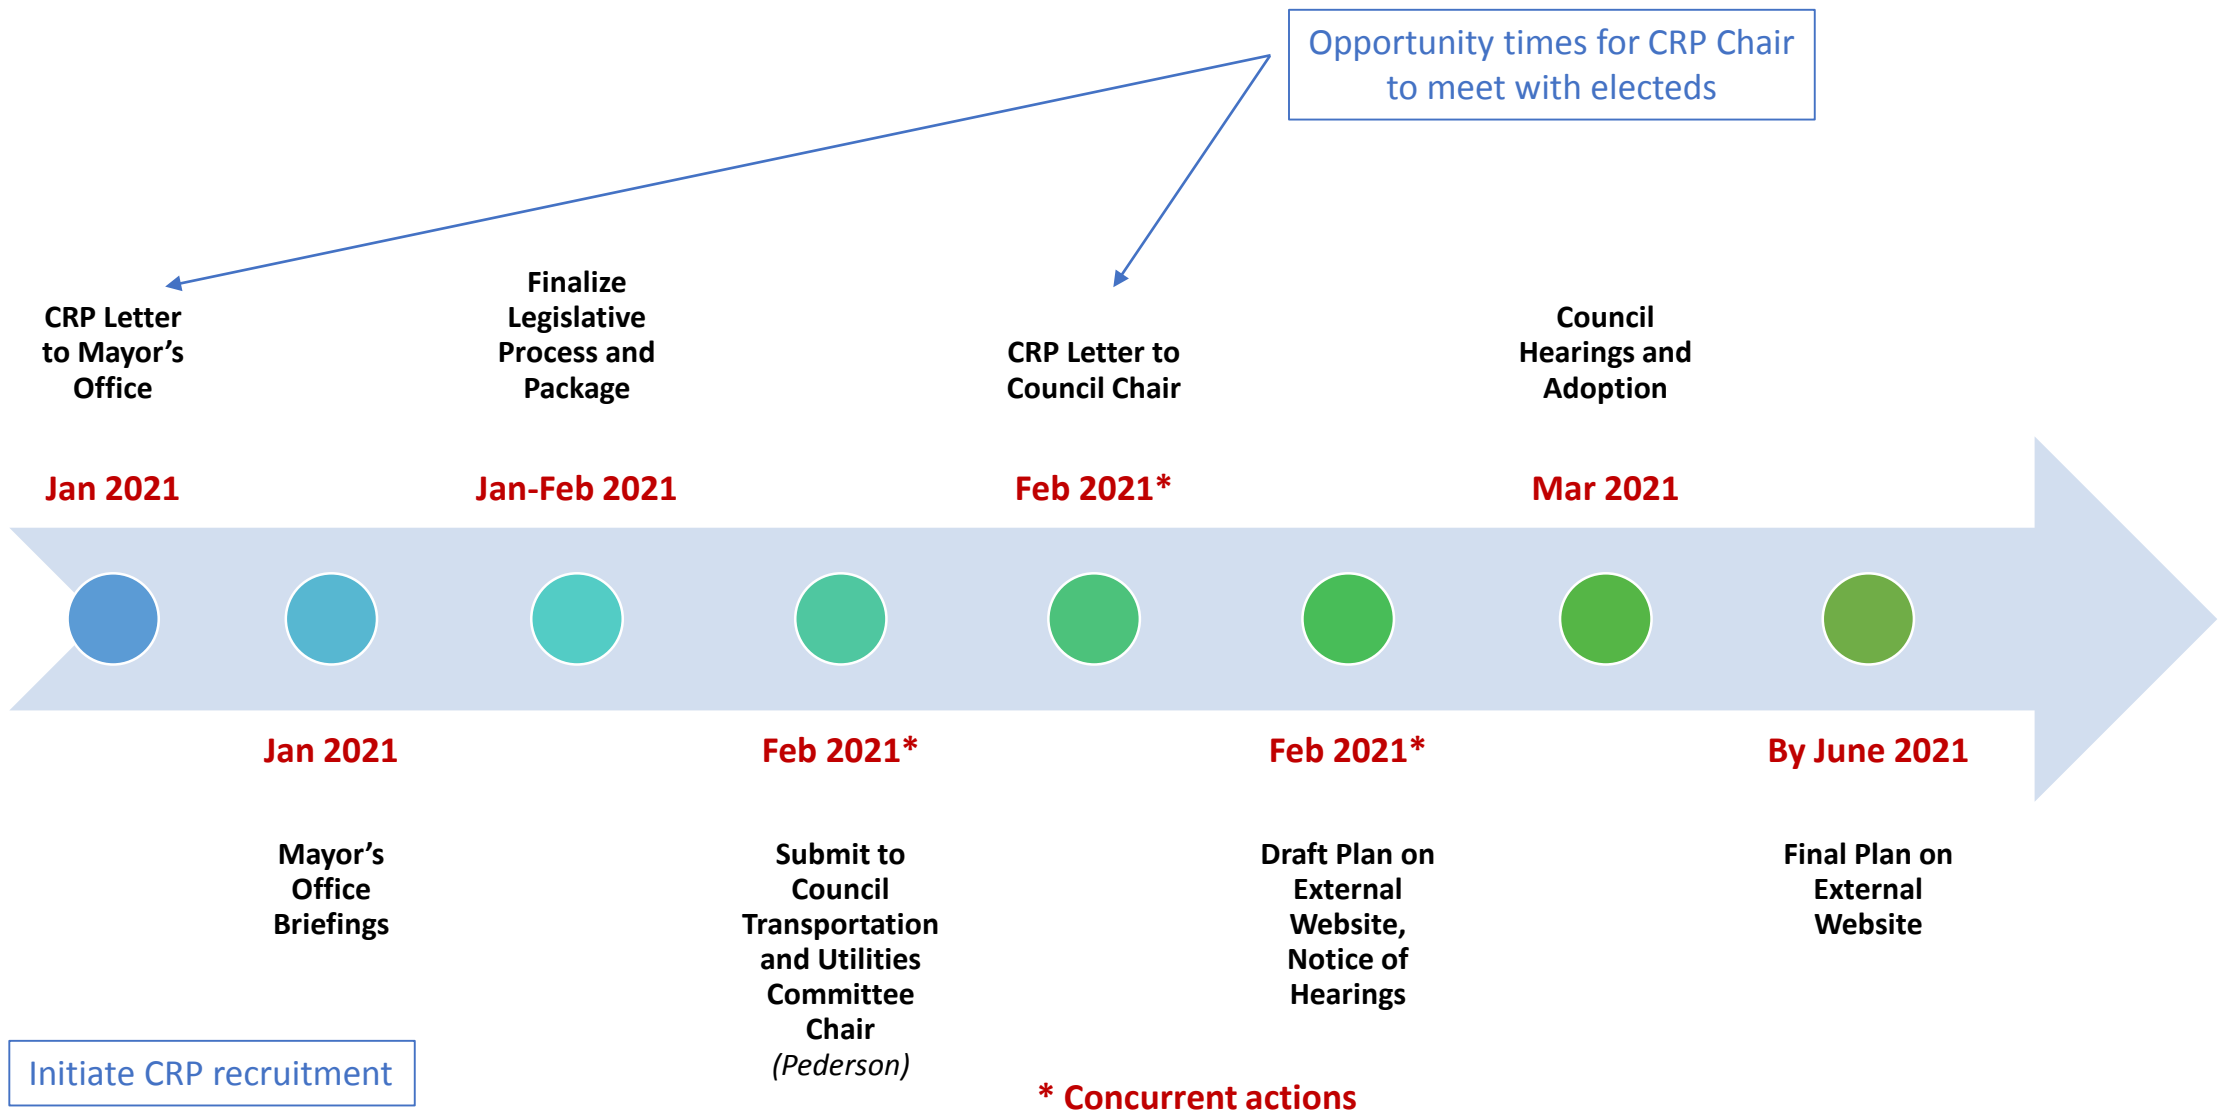 Opportunity times for CRP Chair
to meet with electeds
CRP Letter
to Mayor’s
Office
Jan 2021
Finalize
Legislative
Process and
Package
Jan-Feb 2021
CRP Letter to
Council Chair
Feb 2021*
Council
Hearings and
Adoption
Mar 2021
Jan 2021
Mayor’s
Office
Briefings
Feb 2021*
Submit to
Council
Transportation
and Utilities
Committee
Chair
(Pederson)
Feb 2021*
Draft Plan on
External
Website,
Notice of
Hearings
By June 2021
Final Plan on
External
Website
Initiate CRP recruitment
* Concurrent actions